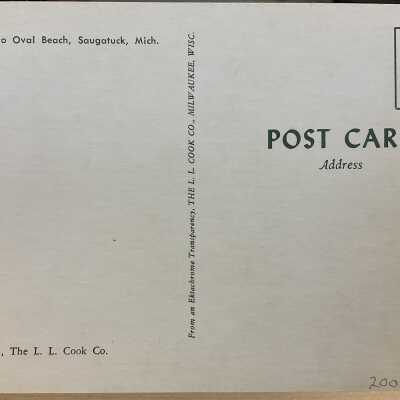 o Oval Beach, Saugatuck, Mich.
, The L. L. Cook Co.
From an Ektachrome Transparency, THE L. L. COOK CO., MILWAUKEE, WISC.
POST CAR
Address
200